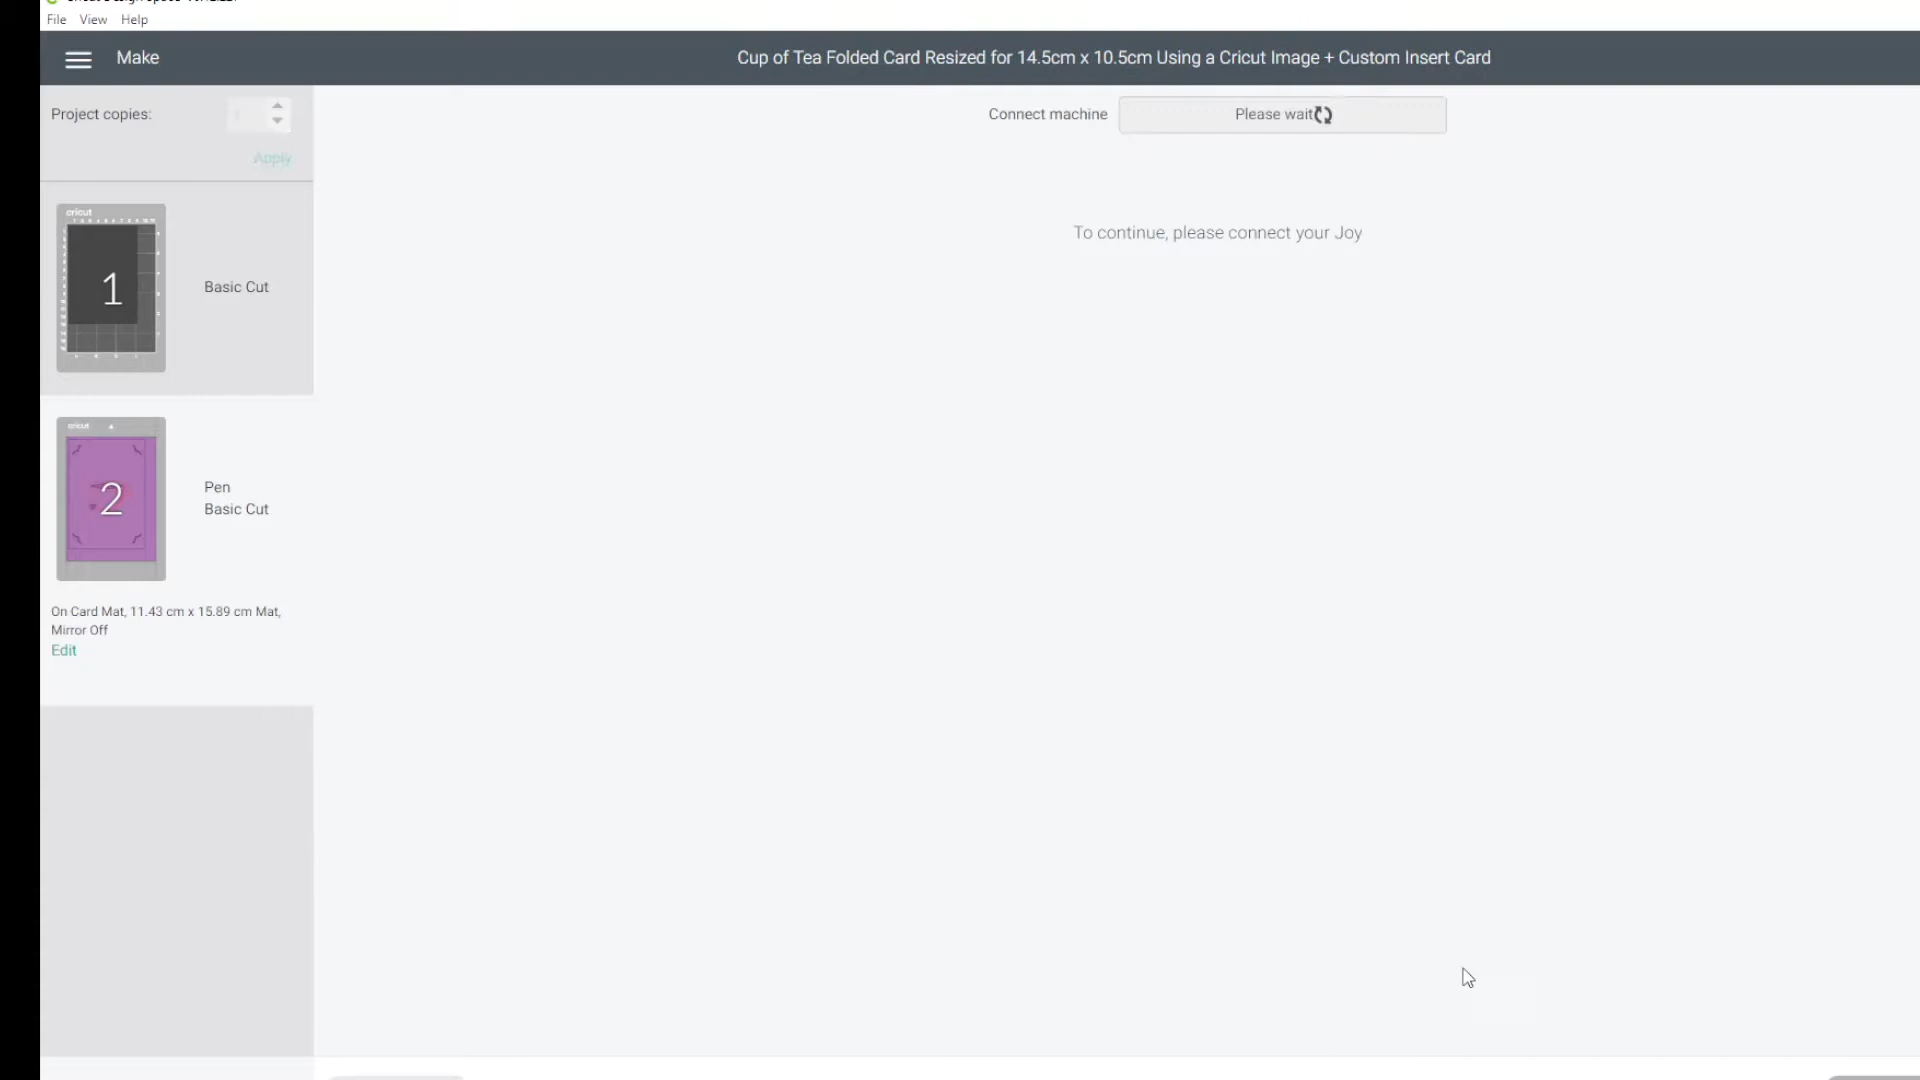 File View Help
Make
Cup of Tea Folded Card Resized for 14.5cm x 10.5cm Using a Cricut Image + Custom Insert Card
Project copies:
Apply
Connect machine
Please wait
To continue, please connect your Joy
cricut
1
Basic Cut
cricut
2
Pen
Basic Cut
On Card Mat, 11.43 cm x 15.89 cm Mat,
Mirror Off
Edit